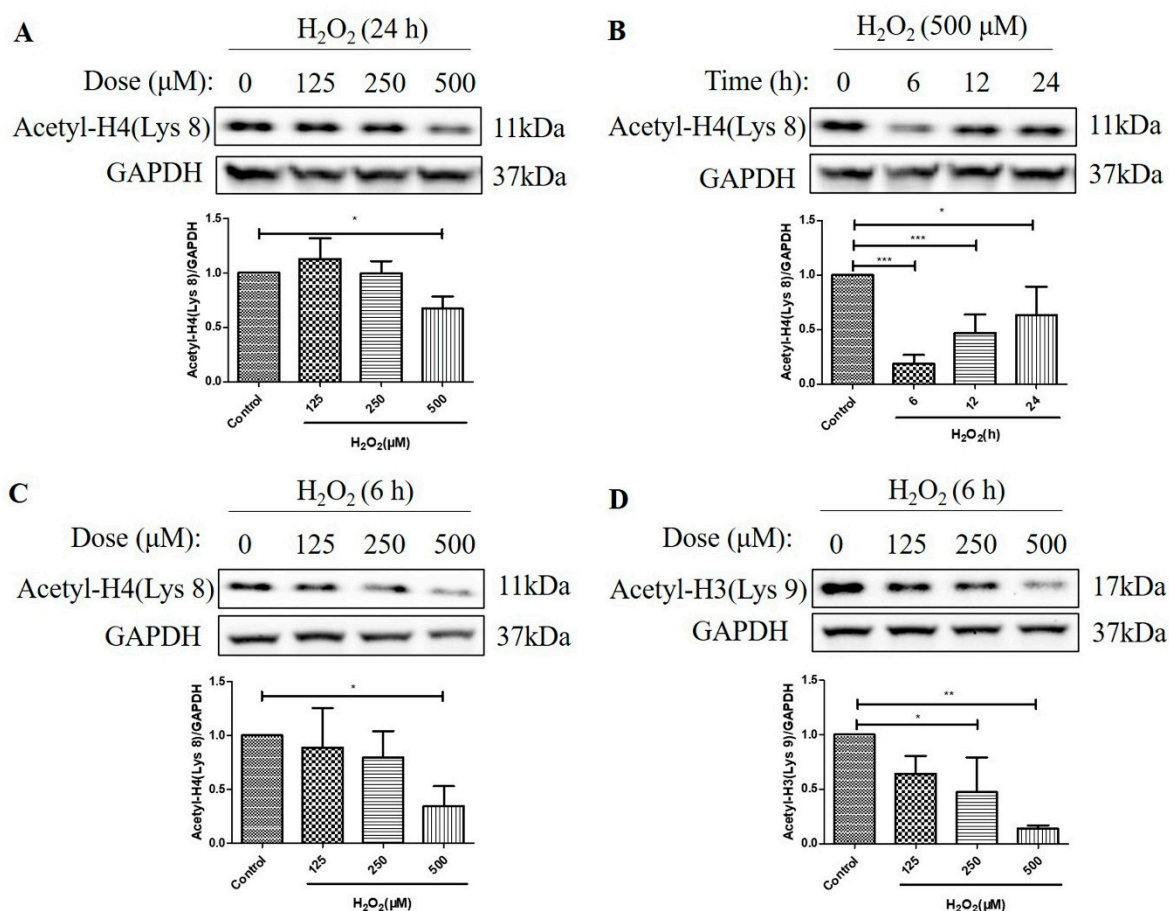 A
H₂O₂ (24 h)
Dose (μM): 0 125 250 500
Acetyl-H4(Lys 8) 11kDa
GAPDH 37kDa
*
Acetyl-H4(Lys 8)/GAPDH
1.5
1.0
0.5
0.0
Control 125 250 500
H₂O₂(μM)
B
H₂O₂ (500 μM)
Time (h): 0 6 12 24
Acetyl-H4(Lys 8) 11kDa
GAPDH 37kDa
*
***
***
Acetyl-H4(Lys 8)/GAPDH
1.5
1.0
0.5
0.0
Control 6 12 24
H₂O₂(h)
C
H₂O₂ (6 h)
Dose (μM): 0 125 250 500
Acetyl-H4(Lys 8) 11kDa
GAPDH 37kDa
*
Acetyl-H4(Lys 8)/GAPDH
1.5
1.0
0.5
0.0
Control 125 250 500
H₂O₂(μM)
D
H₂O₂ (6 h)
Dose (μM): 0 125 250 500
Acetyl-H3(Lys 9) 17kDa
GAPDH 37kDa
**
*
Acetyl-H3(Lys 9)/GAPDH
1.5
1.0
0.5
0.0
Control 125 250 500
H₂O₂(μM)